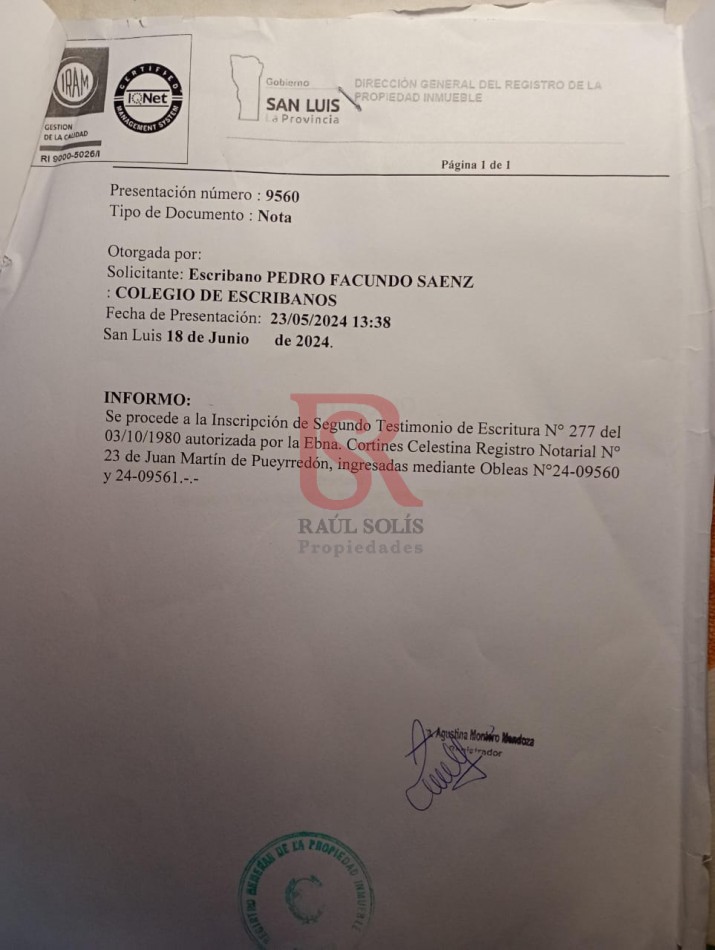 IRAM
GESTION
DE LA CALIDAD
RI 9000-5026/I
CERTIFIED
IQNet
MANAGEMENT SYSTEM
Gobierno
SAN LUIS
La Provincia
DIRECCIÓN GENERAL DEL REGISTRO DE LA
PROPIEDAD INMUEBLE
Página 1 de 1
Presentación número : 9560
Tipo de Documento : Nota
Otorgada por:
Solicitante: Escribano PEDRO FACUNDO SAENZ
: COLEGIO DE ESCRIBANOS
Fecha de Presentación: 23/05/2024 13:38
San Luis 18 de Junio de 2024.
INFORMO:
Se procede a la Inscripción de Segundo Testimonio de Escritura N° 277 del
03/10/1980 autorizada por la Ebna. Cortines Celestina Registro Notarial N°
23 de Juan Martín de Pueyrredón, ingresadas mediante Obleas N°24-09560
y 24-09561.-.-
RS
RAÚL SOLÍS
Propiedades
Agustina Montero Mendoza
DE LA PROPIEDAD INMUEBLE